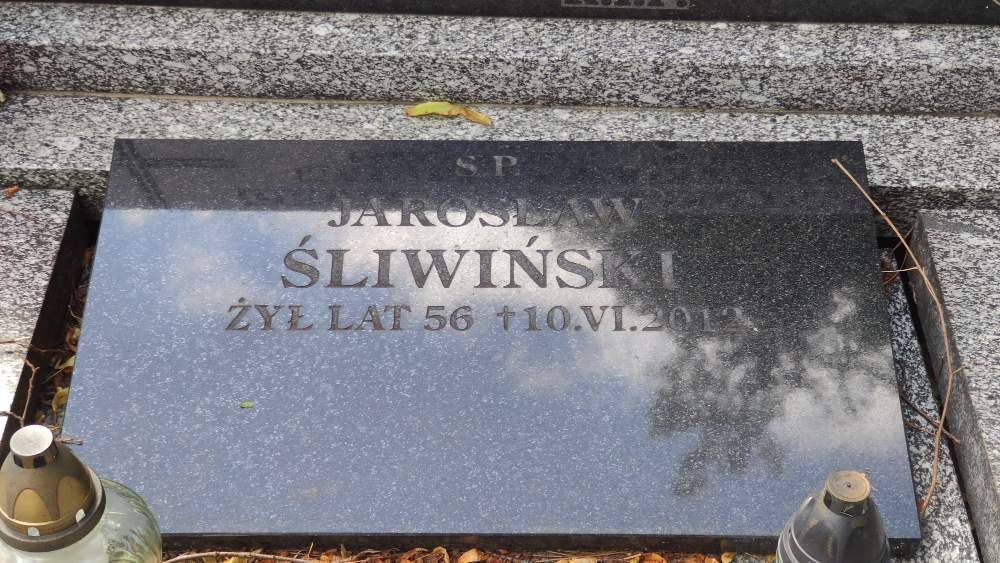 Ś.P.
JAROSŁAW
ŚLIWIŃSKI
ŻYŁ LAT 56 †10.VI.2012